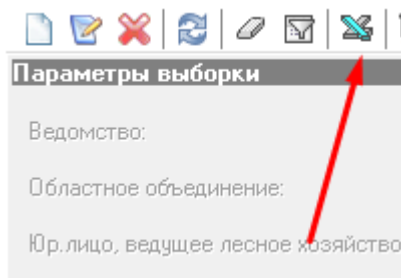 Параметры выборки
Ведомство:
Областное объединение:
Юр.лицо, ведущее лесное хозяйство